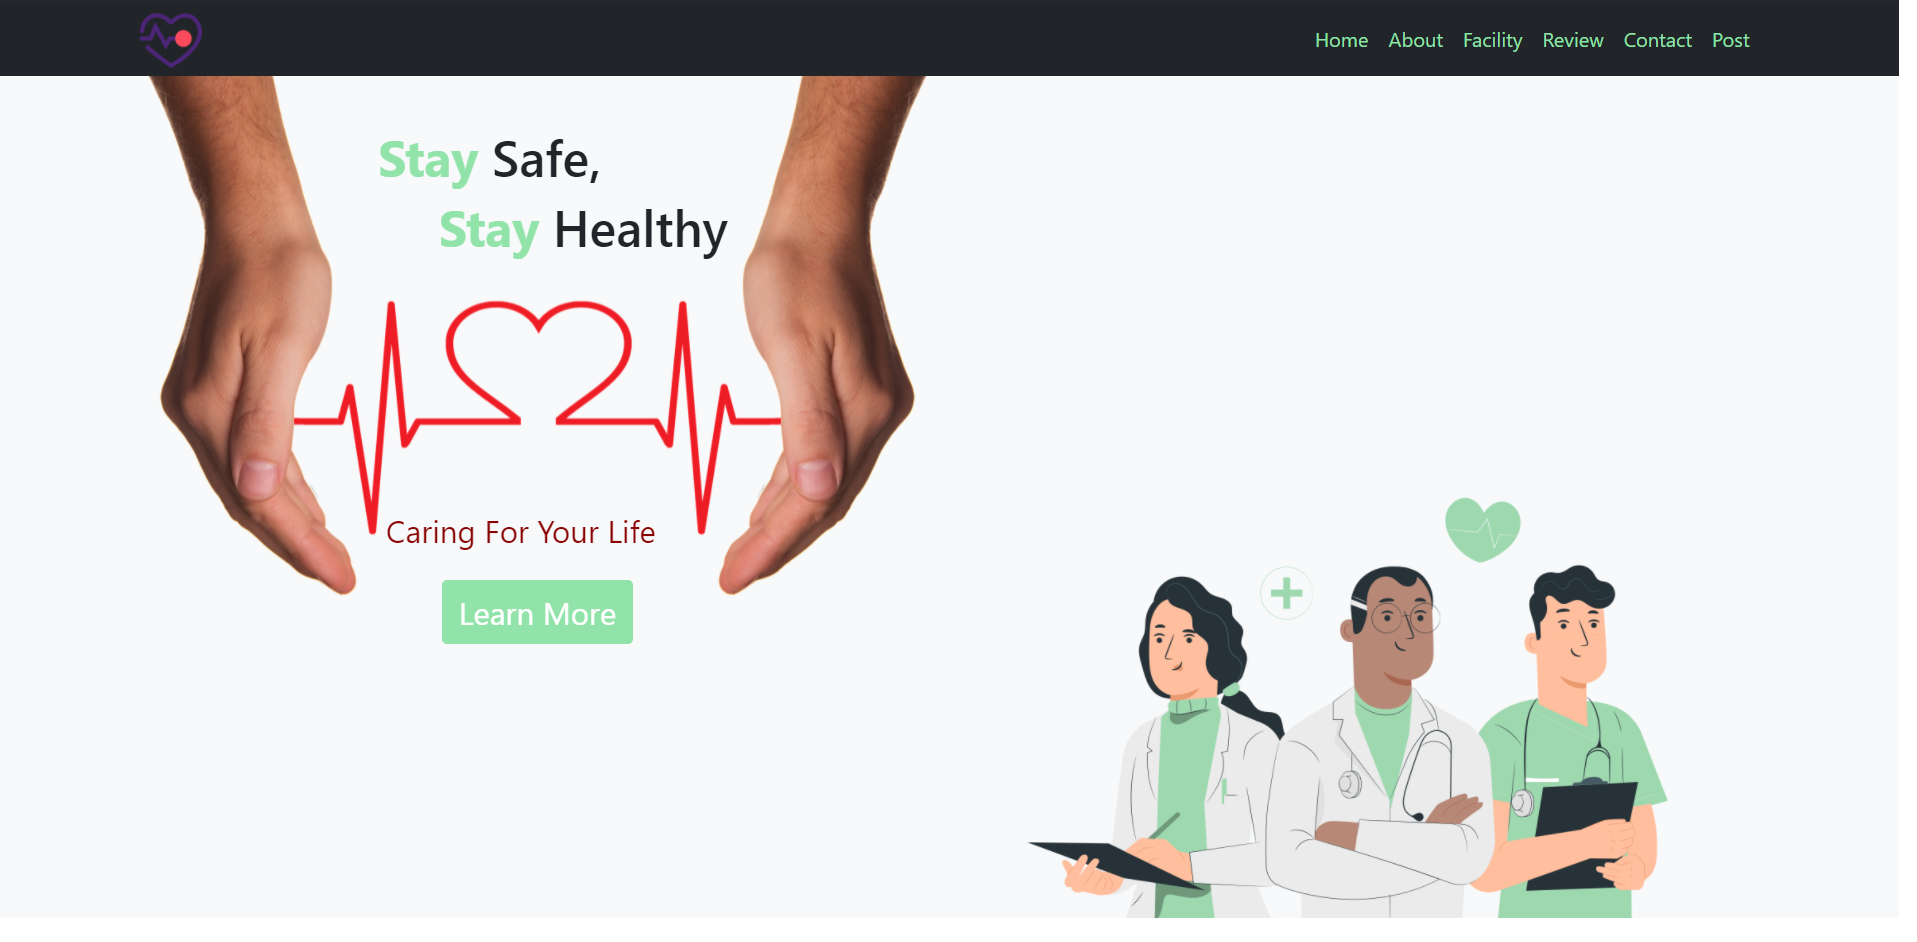 Home About Facility Review Contact Post
Stay Safe,
Stay Healthy
Caring For Your Life
Learn More